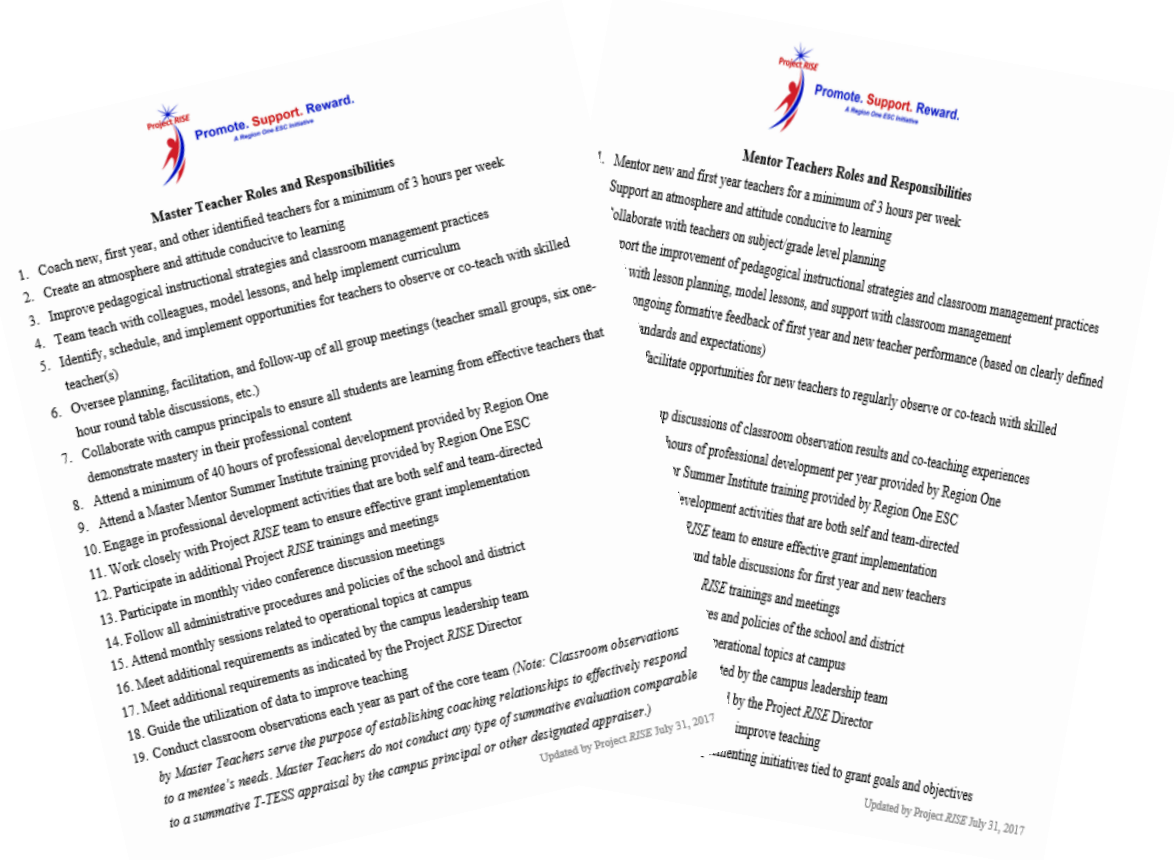 Project RISE
Promote. Support. Reward.
A Region One ESC Initiative
Master Teacher Roles and Responsibilities
1. Coach new, first year, and other identified teachers for a minimum of 3 hours per week
2. Create an atmosphere and attitude conducive to learning
3. Improve pedagogical instructional strategies and classroom management practices
4. Team teach with colleagues, model lessons, and help implement curriculum
5. Identify, schedule, and implement opportunities for teachers to observe or co-teach with skilled
teacher(s)
6. Oversee planning, facilitation, and follow-up of all group meetings (teacher small groups, six one-
hour round table discussions, etc.)
7. Collaborate with campus principals to ensure all students are learning from effective teachers that
demonstrate mastery in their professional content
8. Attend a minimum of 40 hours of professional development provided by Region One
9. Attend a Master Mentor Summer Institute training provided by Region One ESC
10. Engage in professional development activities that are both self and team-directed
11. Work closely with Project RISE team to ensure effective grant implementation
12. Participate in additional Project RISE trainings and meetings
13. Participate in monthly video conference discussion meetings
14. Follow all administrative procedures and policies of the school and district
15. Attend monthly sessions related to operational topics at campus
16. Meet additional requirements as indicated by the campus leadership team
17. Meet additional requirements as indicated by the Project RISE Director
18. Guide the utilization of data to improve teaching
19. Conduct classroom observations each year as part of the core team (Note: Classroom observations
by Master Teachers serve the purpose of establishing coaching relationships to effectively respond
to a mentee's needs. Master Teachers do not conduct any type of summative evaluation comparable
to a summative T-TESS appraisal by the campus principal or other designated appraiser.)
Updated by Project RISE July 31, 2017
Project RISE
Promote. Support. Reward.
A Region One ESC Initiative
Mentor Teachers Roles and Responsibilities
1. Mentor new and first year teachers for a minimum of 3 hours per week
Support an atmosphere and attitude conducive to learning
ollaborate with teachers on subject/grade level planning
port the improvement of pedagogical instructional strategies and classroom management practices
with lesson planning, model lessons, and support with classroom management
ongoing formative feedback of first year and new teacher performance (based on clearly defined
andards and expectations)
facilitate opportunities for new teachers to regularly observe or co-teach with skilled
up discussions of classroom observation results and co-teaching experiences
hours of professional development per year provided by Region One
or Summer Institute training provided by Region One ESC
evelopment activities that are both self and team-directed
RISE team to ensure effective grant implementation
und table discussions for first year and new teachers
RISE trainings and meetings
res and policies of the school and district
perational topics at campus
ted by the campus leadership team
by the Project RISE Director
improve teaching
menting initiatives tied to grant goals and objectives
Updated by Project RISE July 31, 2017